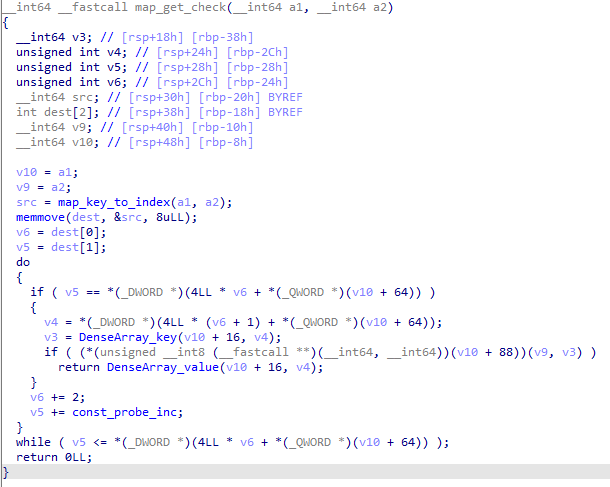 __int64 __fastcall map_get_check(__int64 a1, __int64 a2)
{
  __int64 v3; // [rsp+18h] [rbp-38h]
  unsigned int v4; // [rsp+24h] [rbp-2Ch]
  unsigned int v5; // [rsp+28h] [rbp-28h]
  unsigned int v6; // [rsp+2Ch] [rbp-24h]
  __int64 src; // [rsp+30h] [rbp-20h] BYREF
  int dest[2]; // [rsp+38h] [rbp-18h] BYREF
  __int64 v9; // [rsp+40h] [rbp-10h]
  __int64 v10; // [rsp+48h] [rbp-8h]

  v10 = a1;
  v9 = a2;
  src = map_key_to_index(a1, a2);
  memmove(dest, &src, 8uLL);
  v6 = dest[0];
  v5 = dest[1];
  do
  {
    if ( v5 == *(_DWORD *)(4LL * v6 + *(_QWORD *)(v10 + 64)) )
    {
      v4 = *(_DWORD *)(4LL * (v6 + 1) + *(_QWORD *)(v10 + 64));
      v3 = DenseArray_key(v10 + 16, v4);
      if ( (*(unsigned __int8 (__fastcall **)(__int64, __int64))(v10 + 88))(v9, v3) )
        return DenseArray_value(v10 + 16, v4);
    }
    v6 += 2;
    v5 += const_probe_inc;
  }
  while ( v5 <= *(_DWORD *)(4LL * v6 + *(_QWORD *)(v10 + 64)) );
  return 0LL;
}